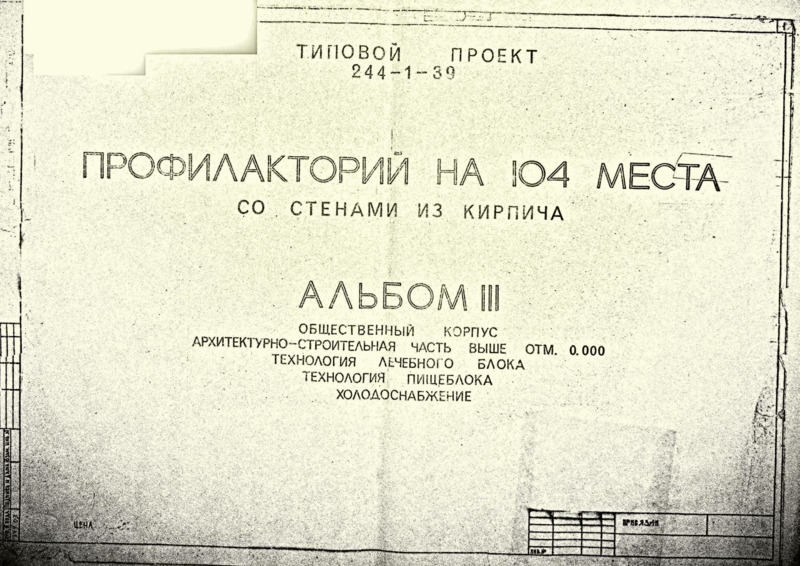 ТИПОВОЙ ПРОЕКТ
244-1-39
ПРОФИЛАКТОРИЙ НА 104 МЕСТА
СО СТЕНАМИ ИЗ КИРПИЧА
АЛЬБОМ III
ОБЩЕСТВЕННЫЙ КОРПУС
АРХИТЕКТУРНО-СТРОИТЕЛЬНАЯ ЧАСТЬ ВЫШЕ ОТМ. 0.000
ТЕХНОЛОГИЯ ЛЕЧЕБНОГО БЛОКА
ТЕХНОЛОГИЯ ПИЩЕБЛОКА
ХОЛОДОСНАБЖЕНИЕ
ЦЕНА
ПРИВЯЗАН